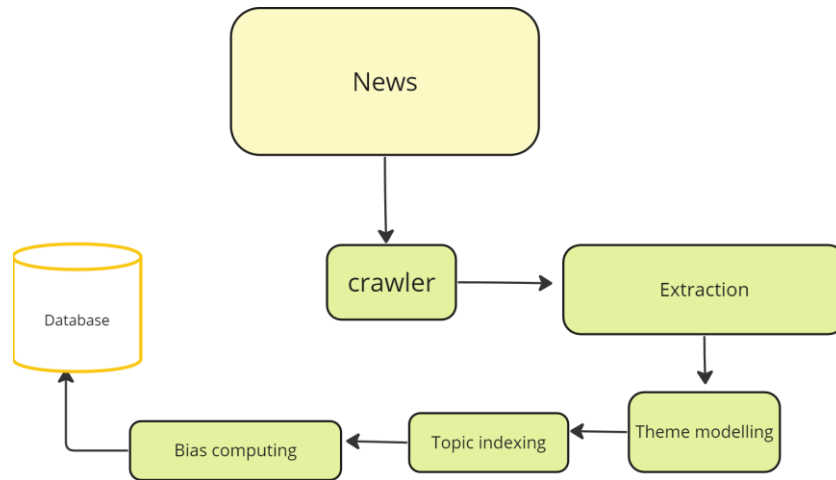 News
crawler
Extraction
Database
Theme modelling
Topic indexing
Bias computing